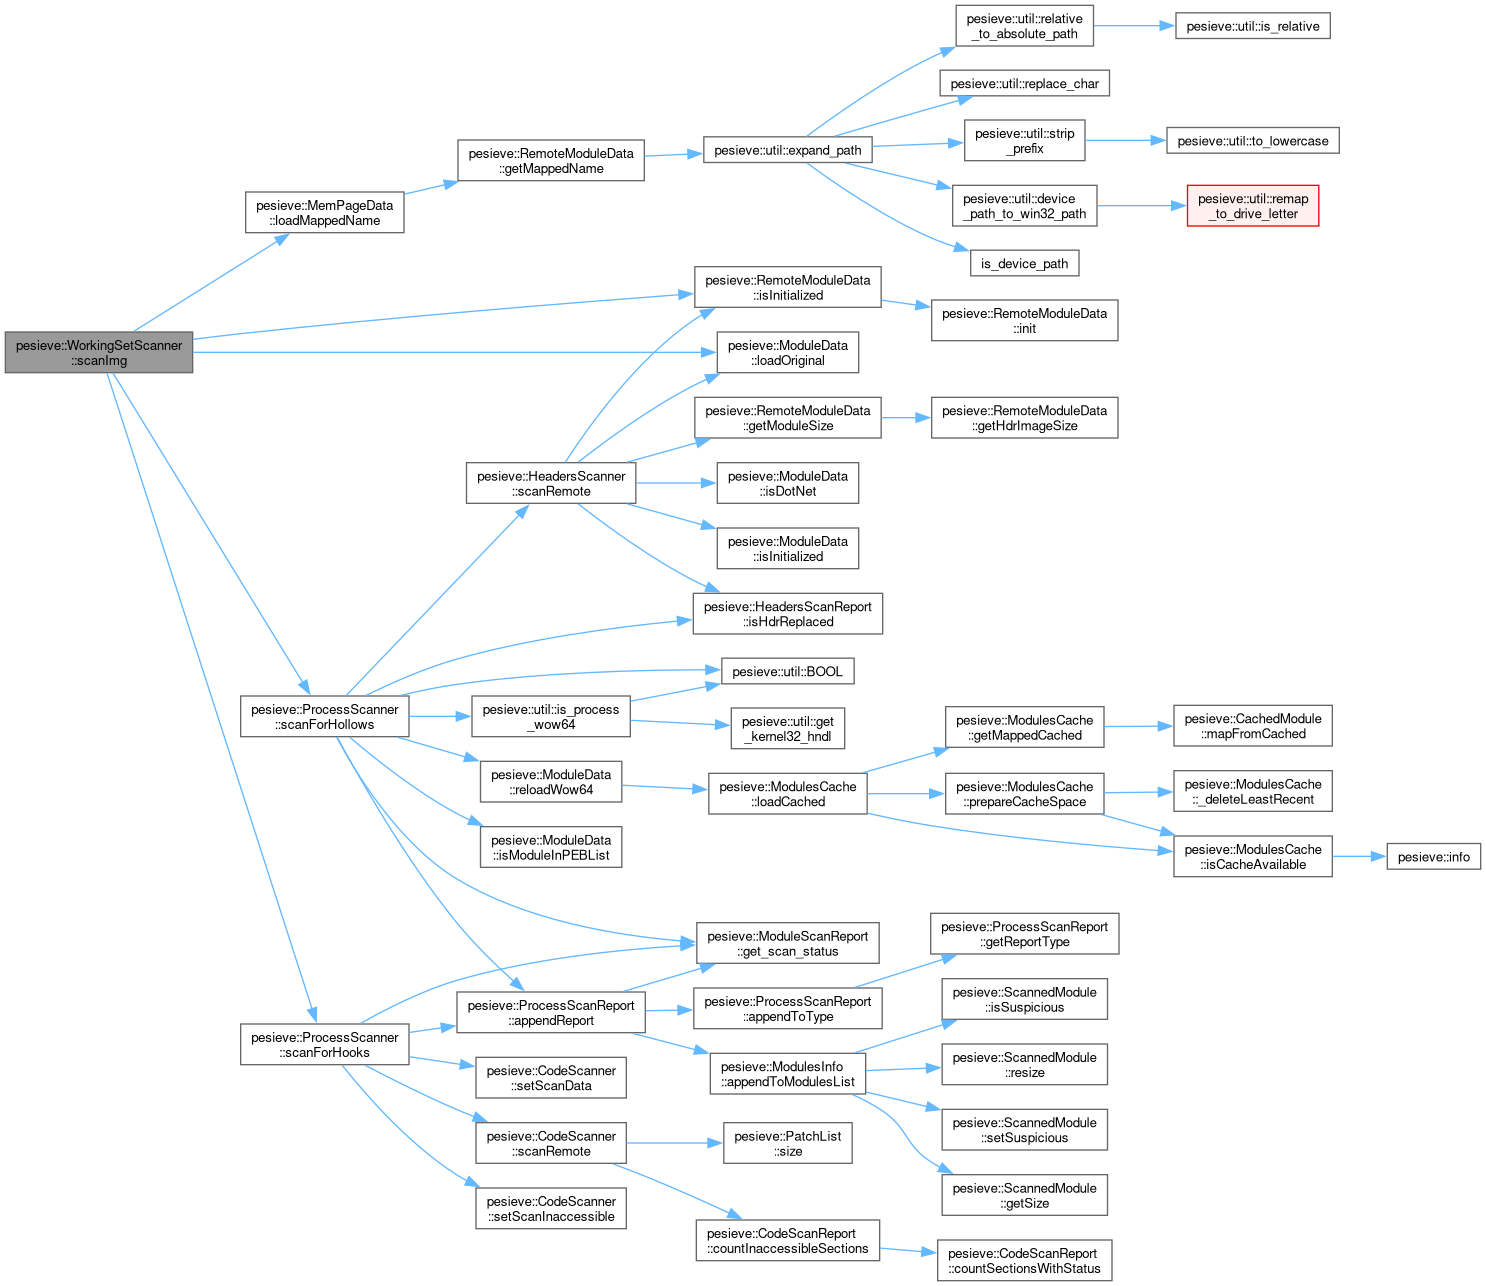 pesieve::util::relative
_to_absolute_path
pesieve::util::is_relative
pesieve::util::replace_char
pesieve::util::strip
_prefix
pesieve::util::to_lowercase
pesieve::RemoteModuleData
::getMappedName
pesieve::util::expand_path
pesieve::MemPageData
::loadMappedName
pesieve::util::device
_path_to_win32_path
pesieve::util::remap
_to_drive_letter
is_device_path
pesieve::RemoteModuleData
::isInitialized
pesieve::RemoteModuleData
::init
pesieve::WorkingSetScanner
::scanImg
pesieve::ModuleData
::loadOriginal
pesieve::RemoteModuleData
::getModuleSize
pesieve::RemoteModuleData
::getHdrImageSize
pesieve::HeadersScanner
::scanRemote
pesieve::ModuleData
::isDotNet
pesieve::ModuleData
::isInitialized
pesieve::HeadersScanReport
::isHdrReplaced
pesieve::util::BOOL
pesieve::ProcessScanner
::scanForHollows
pesieve::util::is_process
_wow64
pesieve::util::get
_kernel32_hndl
pesieve::ModulesCache
::getMappedCached
pesieve::CachedModule
::mapFromCached
pesieve::ModuleData
::reloadWow64
pesieve::ModulesCache
::loadCached
pesieve::ModulesCache
::prepareCacheSpace
pesieve::ModulesCache
::_deleteLeastRecent
pesieve::ModuleData
::isModuleInPEBList
pesieve::ModulesCache
::isCacheAvailable
pesieve::info
pesieve::ModuleScanReport
::get_scan_status
pesieve::ProcessScanReport
::getReportType
pesieve::ProcessScanReport
::appendReport
pesieve::ProcessScanReport
::appendToType
pesieve::ScannedModule
::isSuspicious
pesieve::ProcessScanner
::scanForHooks
pesieve::CodeScanner
::setScanData
pesieve::ModulesInfo
::appendToModulesList
pesieve::ScannedModule
::resize
pesieve::CodeScanner
::scanRemote
pesieve::PatchList
::size
pesieve::ScannedModule
::setSuspicious
pesieve::CodeScanner
::setScanInaccessible
pesieve::ScannedModule
::getSize
pesieve::CodeScanReport
::countInaccessibleSections
pesieve::CodeScanReport
::countSectionsWithStatus